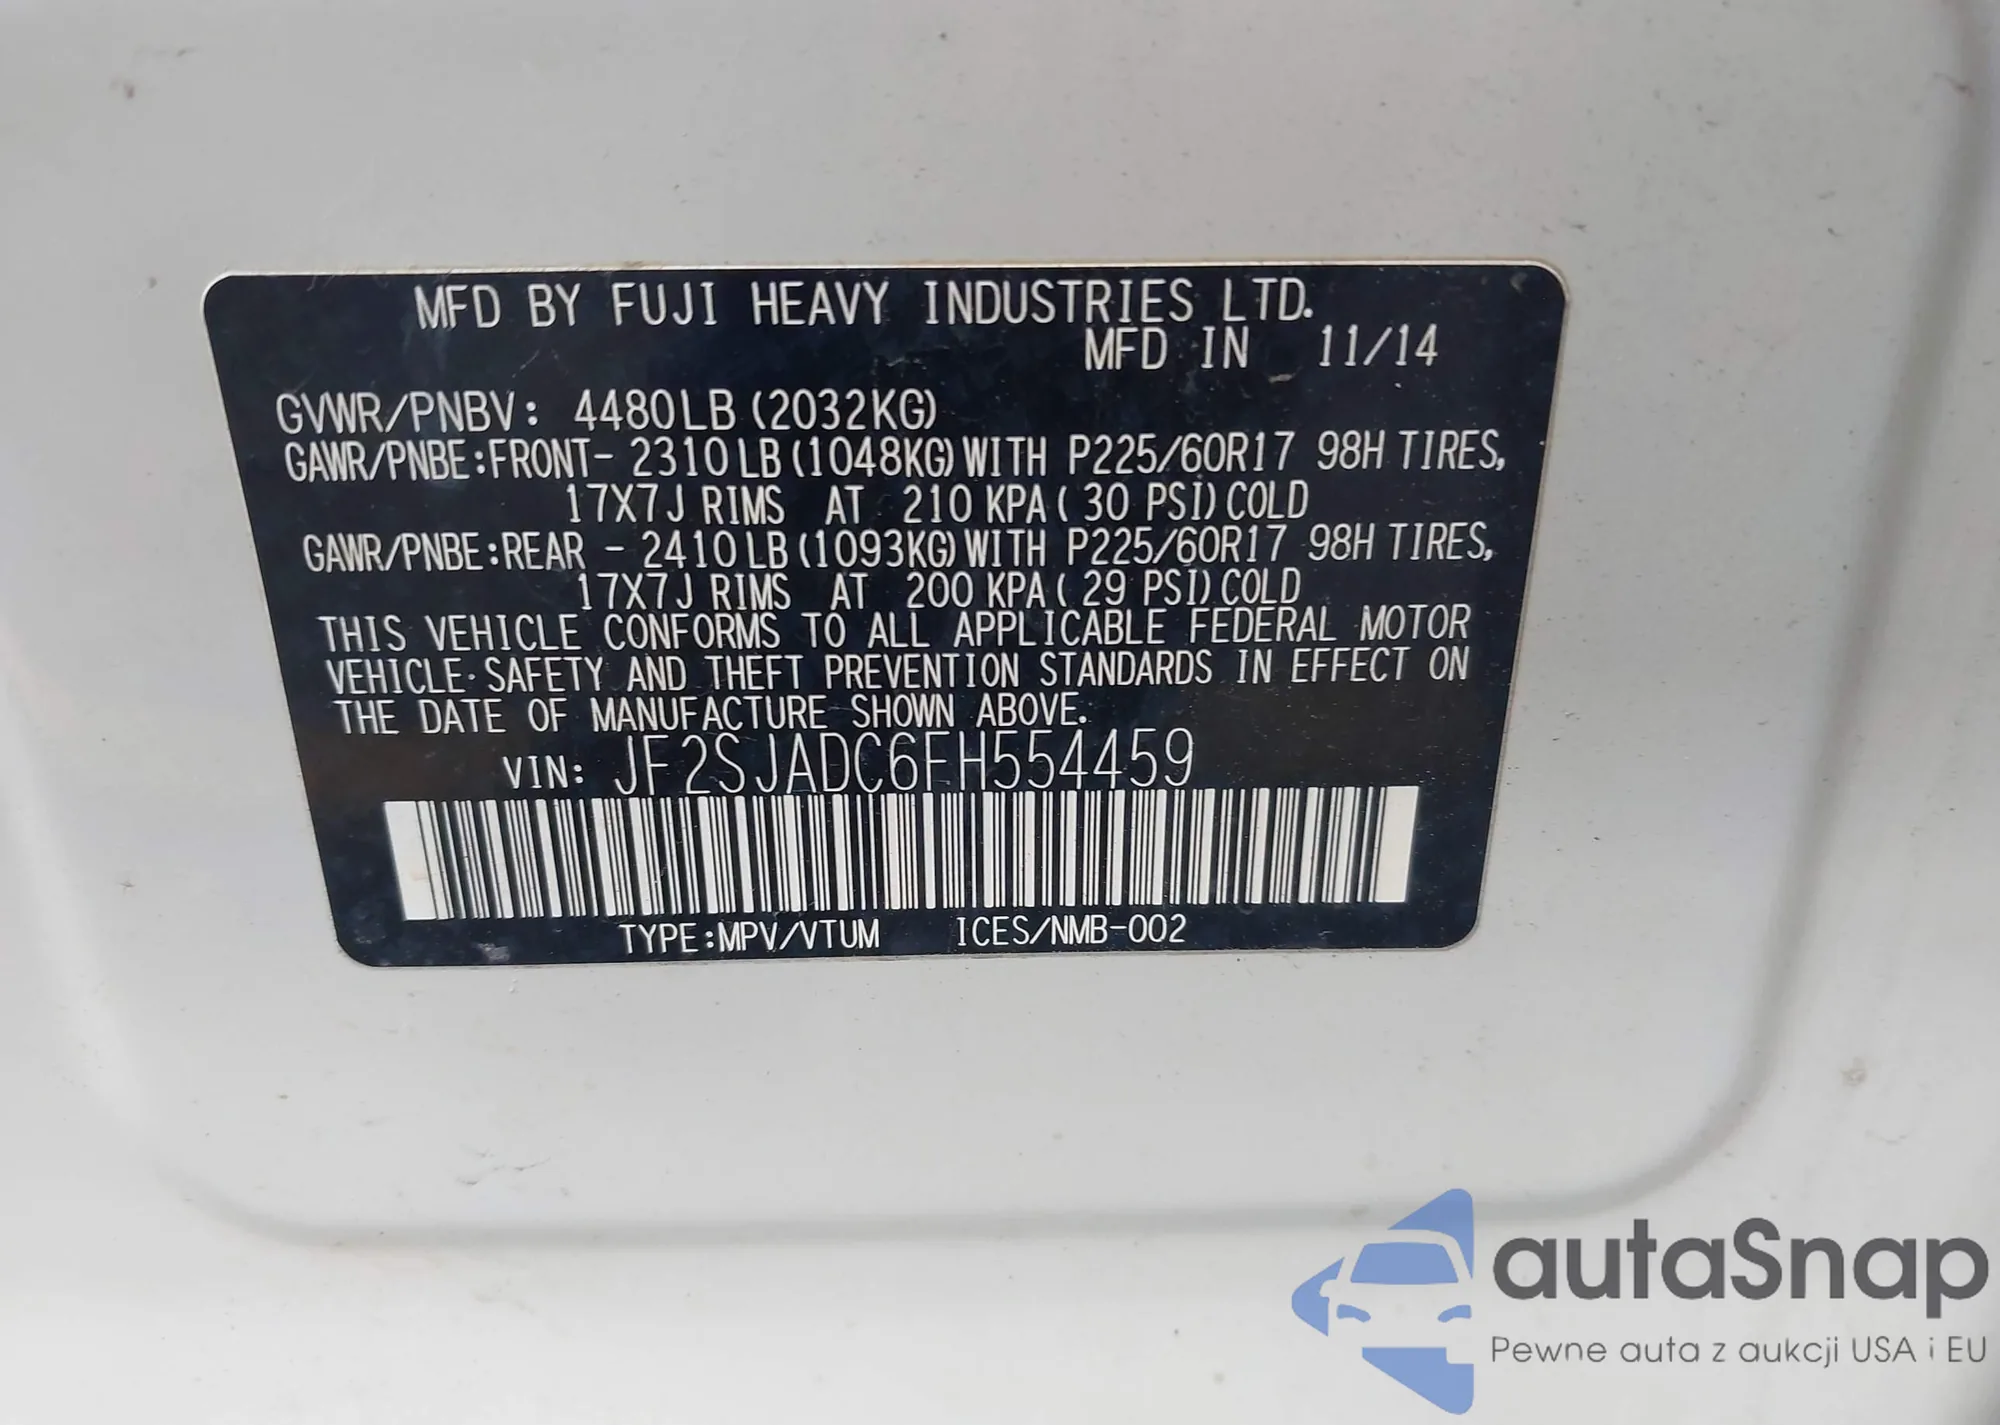 MFD BY FUJI HEAVY INDUSTRIES LTD.
MFD IN 11/14
GVWR/PNBV: 4480LB (2032KG)
GAWR/PNBE:FRONT- 2310LB (1048KG) WITH P225/60R17 98H TIRES,
17X7J RIMS AT 210 KPA ( 30 PSI) COLD
GAWR/PNBE:REAR - 2410LB (1093KG) WITH P225/60R17 98H TIRES,
17X7J RIMS AT 200 KPA ( 29 PSI) COLD
THIS VEHICLE CONFORMS TO ALL APPLICABLE FEDERAL MOTOR
VEHICLE SAFETY AND THEFT PREVENTION STANDARDS IN EFFECT ON
THE DATE OF MANUFACTURE SHOWN ABOVE.
VIN: JF2SJADC6FH554459
TYPE:MPV/VTUM ICES/NMB-002
autaSnap
Pewne auta z aukcji USA i EU